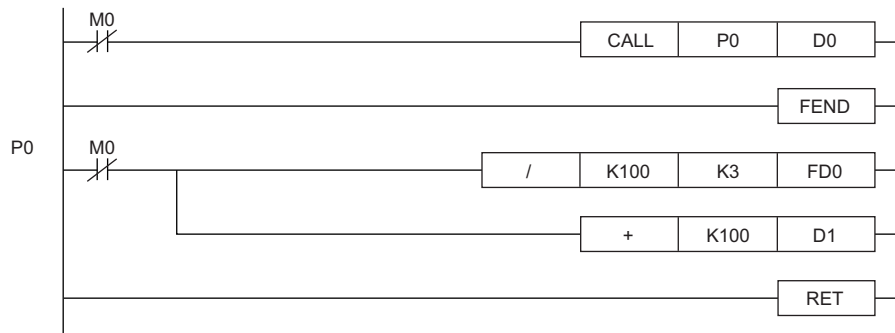 M0
CALL P0 D0
FEND
P0
M0
/ K100 K3 FD0
+ K100 D1
RET